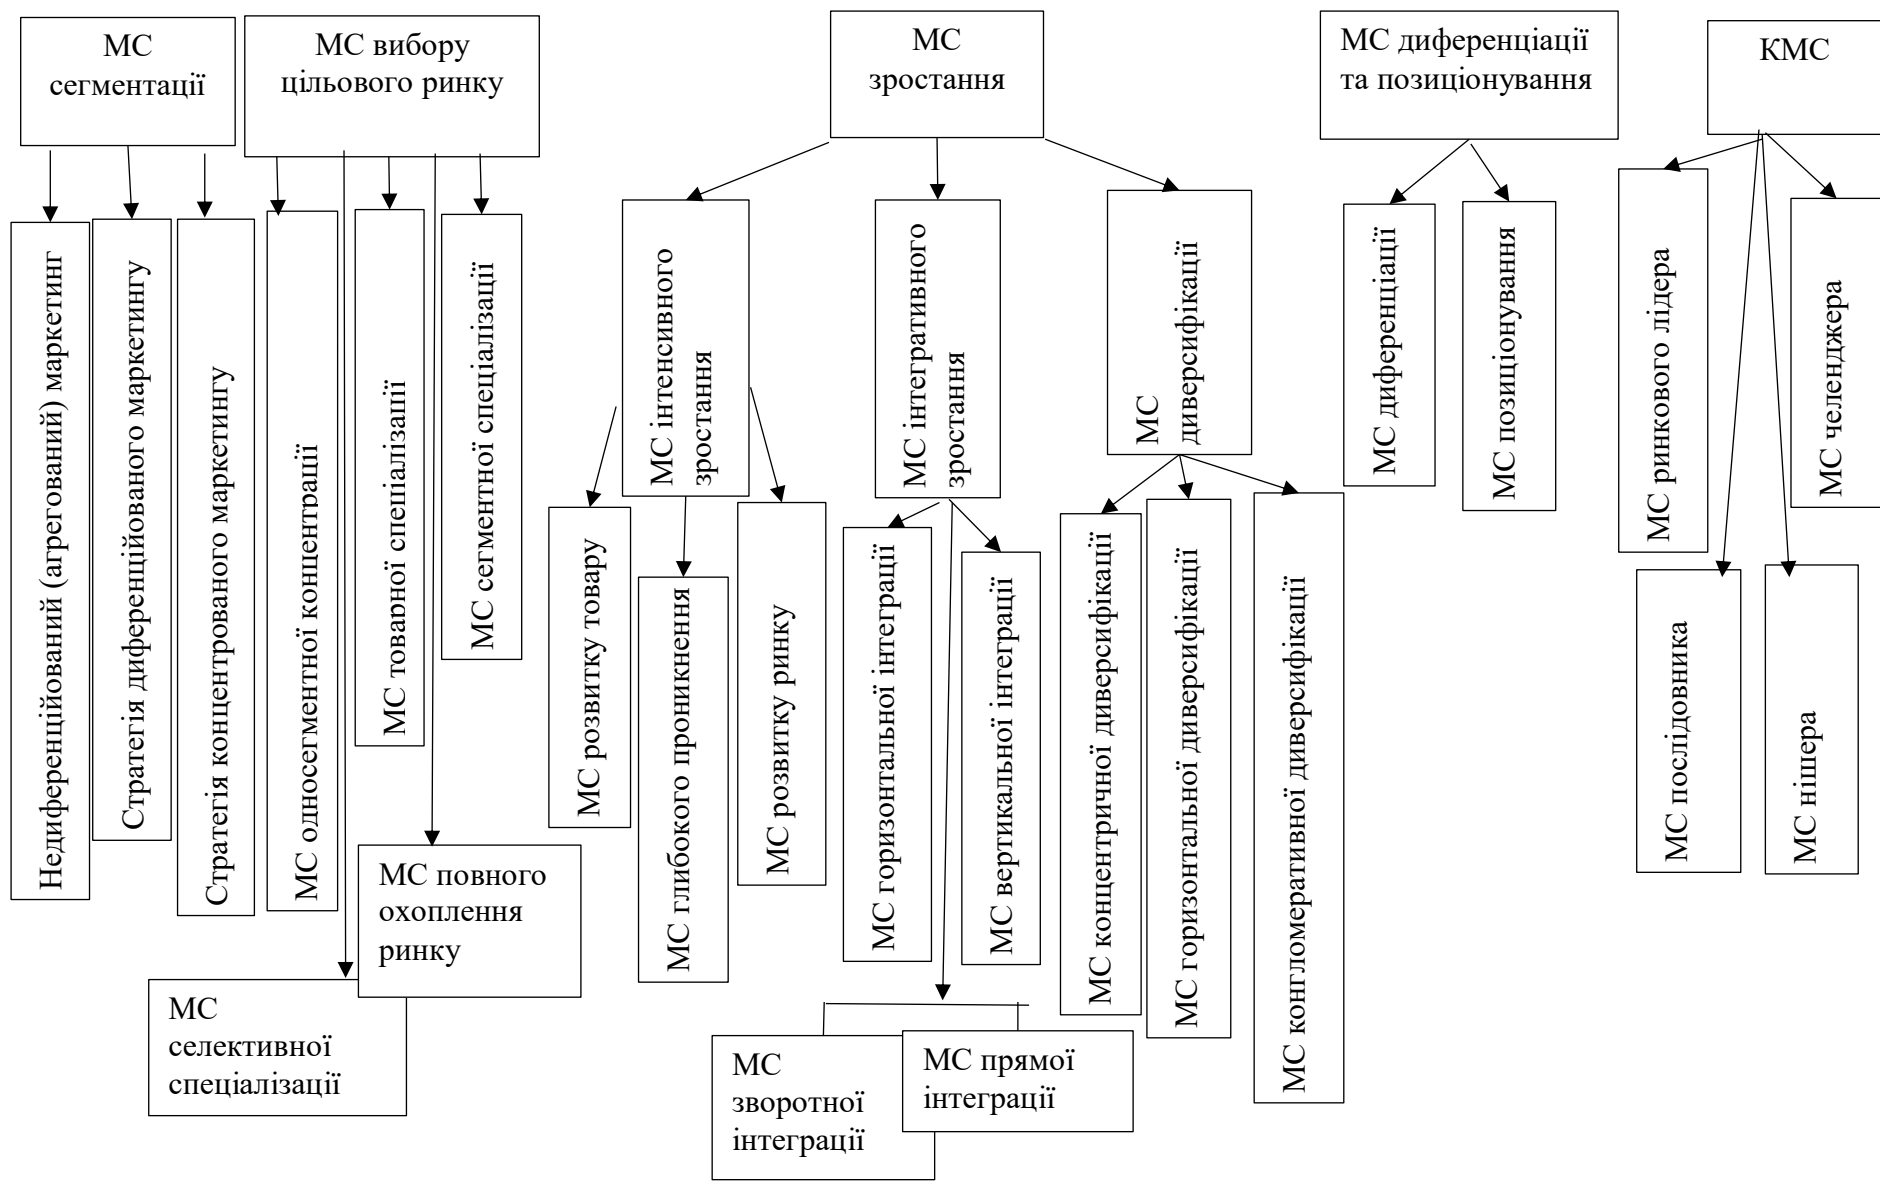 МС
сегментації
МС вибору
цільового ринку
МС
зростання
МС диференціації
та позиціонування
КМС
Недиференційований (агрегований) маркетинг
Стратегія диференційованого маркетингу
Стратегія концентрованого маркетингу
МС односегментної концентрації
МС товарної спеціалізації
МС сегментної спеціалізації
МС інтенсивного
зростання
МС інтегративного
зростання
МС
диверсифікації
МС диференціації
МС позиціонування
МС ринкового лідера
МС челенджера
МС розвитку товару
МС глибокого проникнення
МС розвитку ринку
МС горизонтальної інтеграції
МС вертикальної інтеграції
МС концентричної диверсифікації
МС горизонтальної диверсифікації
МС конгломеративної диверсифікації
МС послідовника
МС нішера
МС повного
охоплення
ринку
МС
селективної
спеціалізації
МС
зворотної
інтеграції
МС прямої
інтеграції